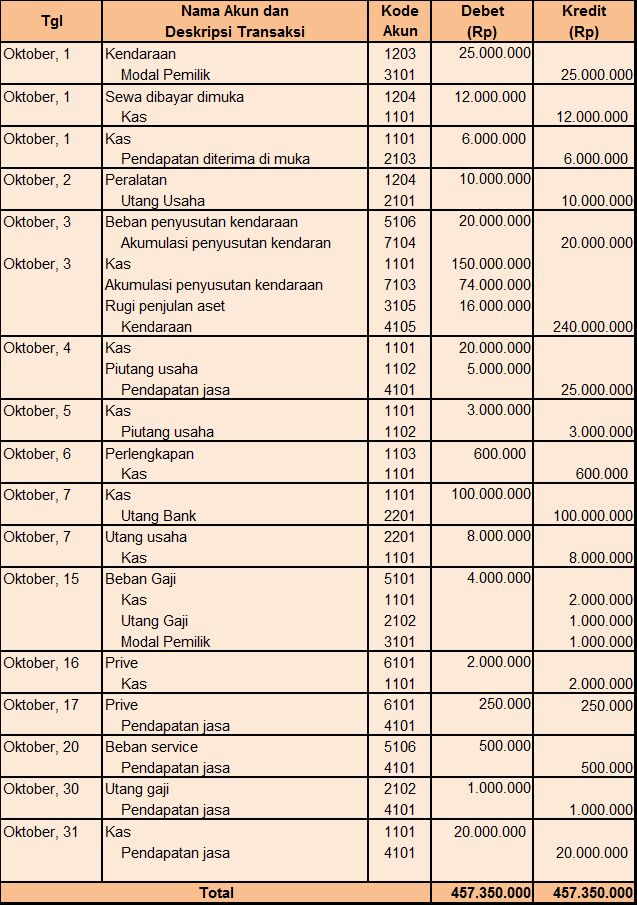 Tgl Nama Akun dan Deskripsi Transaksi Kode Akun Debet (Rp) Kredit (Rp)
Oktober, 1 Kendaraan 1203 25.000.000
Modal Pemilik 3101 25.000.000
Oktober, 1 Sewa dibayar dimuka 1204 12.000.000
Kas 1101 12.000.000
Oktober, 1 Kas 1101 6.000.000
Pendapatan diterima di muka 2103 6.000.000
Oktober, 2 Peralatan 1204 10.000.000
Utang Usaha 2101 10.000.000
Oktober, 3 Beban penyusutan kendaraan 5106 20.000.000
Akumulasi penyusutan kendaran 7104 20.000.000
Oktober, 3 Kas 1101 150.000.000
Akumulasi penyusutan kendaraan 7103 74.000.000
Rugi penjulan aset 3105 16.000.000
Kendaraan 4105 240.000.000
Oktober, 4 Kas 1101 20.000.000
Piutang usaha 1102 5.000.000
Pendapatan jasa 4101 25.000.000
Oktober, 5 Kas 1101 3.000.000
Piutang usaha 1102 3.000.000
Oktober, 6 Perlengkapan 1103 600.000
Kas 1101 600.000
Oktober, 7 Kas 1101 100.000.000
Utang Bank 2201 100.000.000
Oktober, 7 Utang usaha 2201 8.000.000
Kas 1101 8.000.000
Oktober, 15 Beban Gaji 5101 4.000.000
Kas 1101 2.000.000
Utang Gaji 2102 1.000.000
Modal Pemilik 3101 1.000.000
Oktober, 16 Prive 6101 2.000.000
Kas 1101 2.000.000
Oktober, 17 Prive 6101 250.000 250.000
Pendapatan jasa 4101
Oktober, 20 Beban service 5106 500.000
Pendapatan jasa 4101 500.000
Oktober, 30 Utang gaji 2102 1.000.000
Pendapatan jasa 4101 1.000.000
Oktober, 31 Kas 1101 20.000.000
Pendapatan jasa 4101 20.000.000
Total 457.350.000 457.350.000